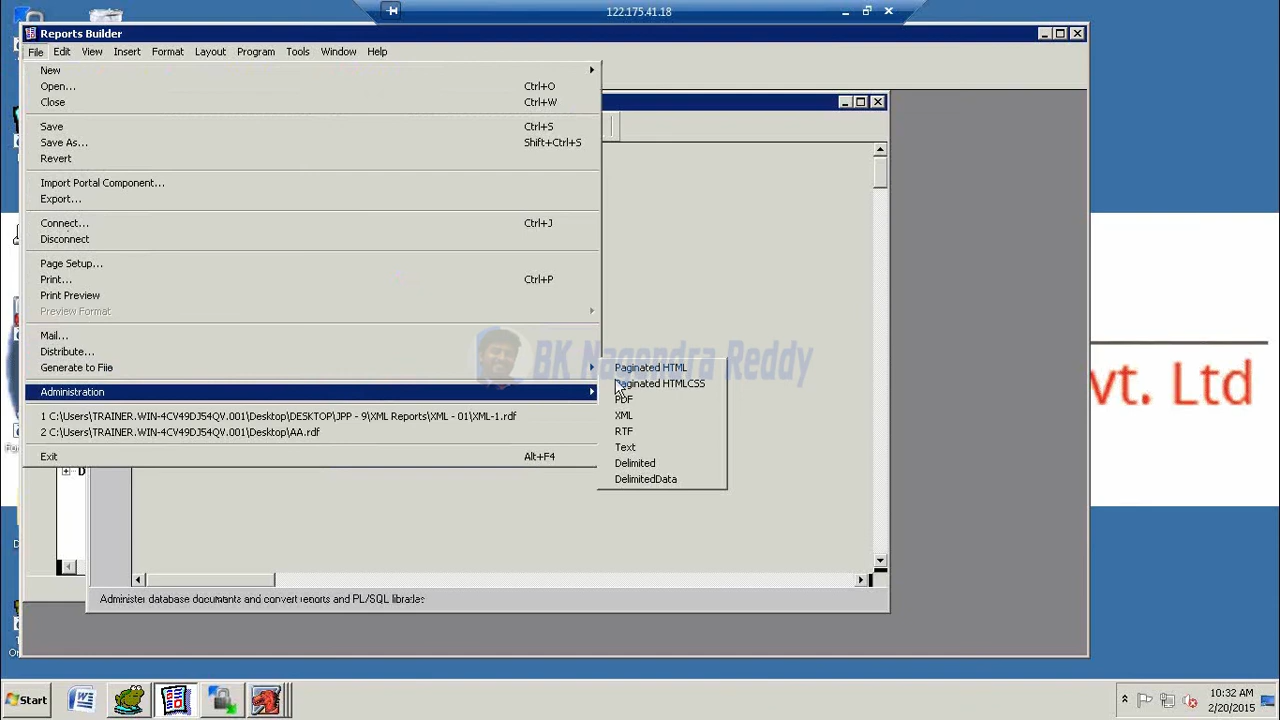 122.175.41.18
Reports Builder
File Edit View Insert Format Program Layout Tools Window Help
New
Open... Ctrl+O
Close Ctrl+W
Save Ctrl+S
Save As... Shift+Ctrl+S
Revert
Import Portal Component...
Export...
Connect... Ctrl+J
Disconnect
Page Setup...
Print... Ctrl+P
Print Preview
Preview Format
Mail...
Distribute...
Generate to File
Administration
1 C:\Users\TRAINER.WIN-4CV49DJ54QV.001\Desktop\DESKTOP\JPP - 9\XML Reports\XML - 01\XML-1.rdf
2 C:\Users\TRAINER.WIN-4CV49DJ54QV.001\Desktop\AA.rdf
Exit Alt+F4
Paginated HTML
Paginated HTMLCSS
PDF
XML
RTF
Text
Delimited
DelimitedData
BK Nagendra Reddy
vt. Ltd
D
Administer database documents and convert reports and PL/SQL libraries
Start
10:32 AM
2/20/2015